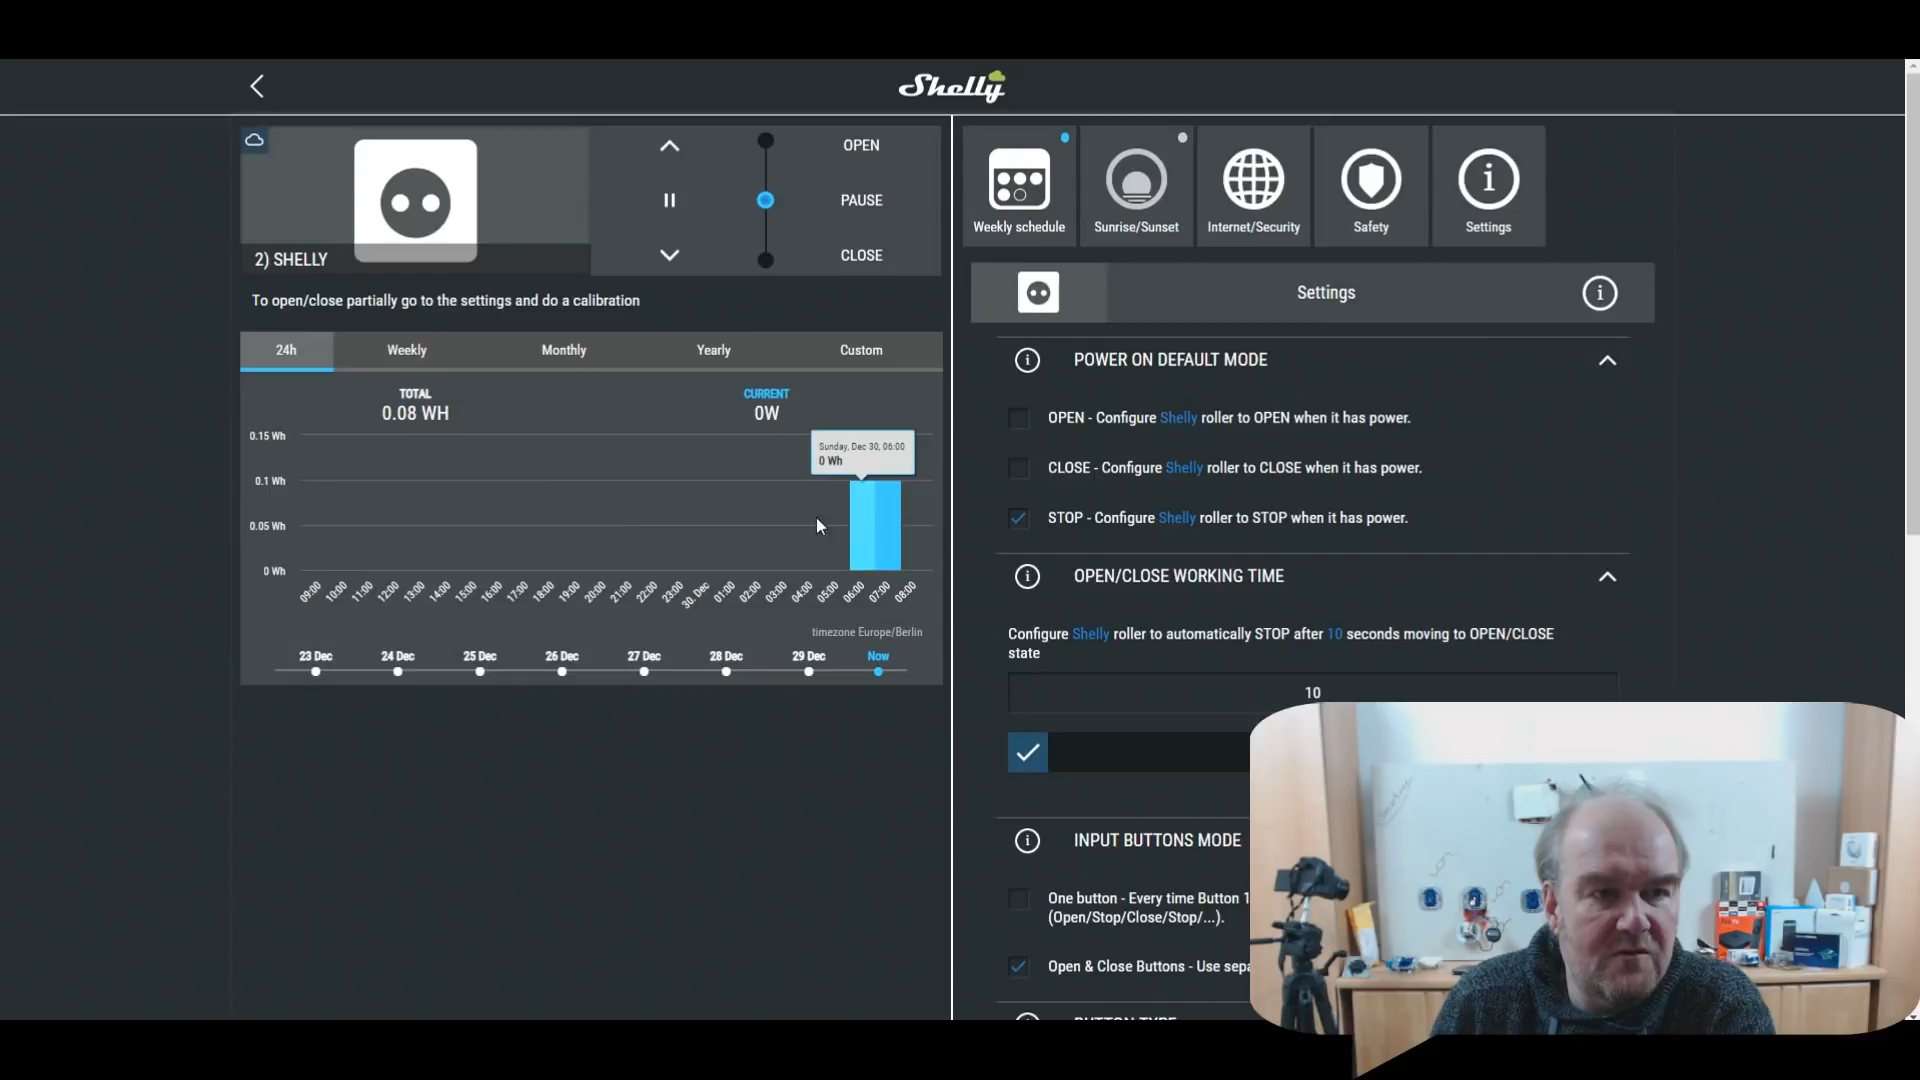 Shelly
OPEN
PAUSE
CLOSE
2) SHELLY
To open/close partially go to the settings and do a calibration
24h
Weekly
Monthly
Yearly
Custom
TOTAL
0.08 WH
CURRENT
0W
Sunday, Dec 30, 06:00
0 Wh
0.15 Wh
0.1 Wh
0.05 Wh
0 Wh
09:00
10:00
11:00
12:00
13:00
14:00
15:00
16:00
17:00
18:00
19:00
20:00
21:00
22:00
23:00
30. Dec
01:00
02:00
03:00
04:00
05:00
06:00
07:00
08:00
timezone Europe/Berlin
23 Dec
24 Dec
25 Dec
26 Dec
27 Dec
28 Dec
29 Dec
Now
Weekly schedule
Sunrise/Sunset
Internet/Security
Safety
Settings
Settings
POWER ON DEFAULT MODE
OPEN - Configure Shelly roller to OPEN when it has power.
CLOSE - Configure Shelly roller to CLOSE when it has power.
STOP - Configure Shelly roller to STOP when it has power.
OPEN/CLOSE WORKING TIME
Configure Shelly roller to automatically STOP after 10 seconds moving to OPEN/CLOSE
state
10
INPUT BUTTONS MODE
One button - Every time Button 1
(Open/Stop/Close/Stop/...).
Open & Close Buttons - Use sepa
BUTTON TYPE